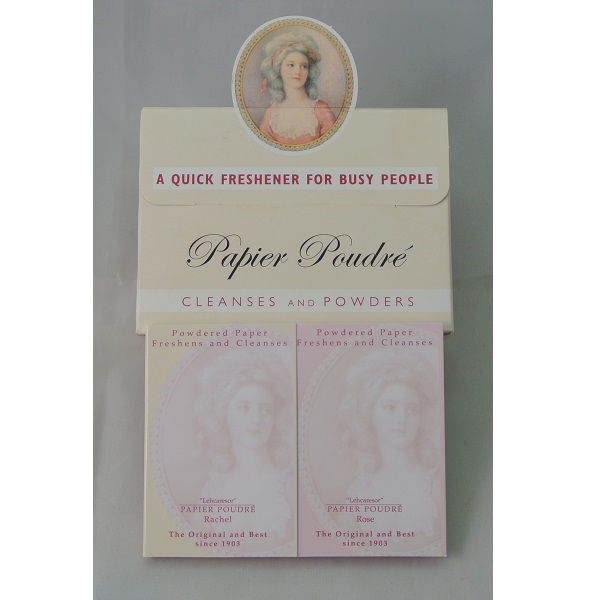 A QUICK FRESHENER FOR BUSY PEOPLE
Papier Poudré
CLEANSES AND POWDERS
Powdered Paper
Freshens and Cleanses
"Lehcaresor"
PAPIER POUDRÉ
Rachel
The Original and Best
since 1903
Powdered Paper
Freshens and Cleanses
"Lehcaresor"
PAPIER POUDRÉ
Rose
The Original and Best
since 1903